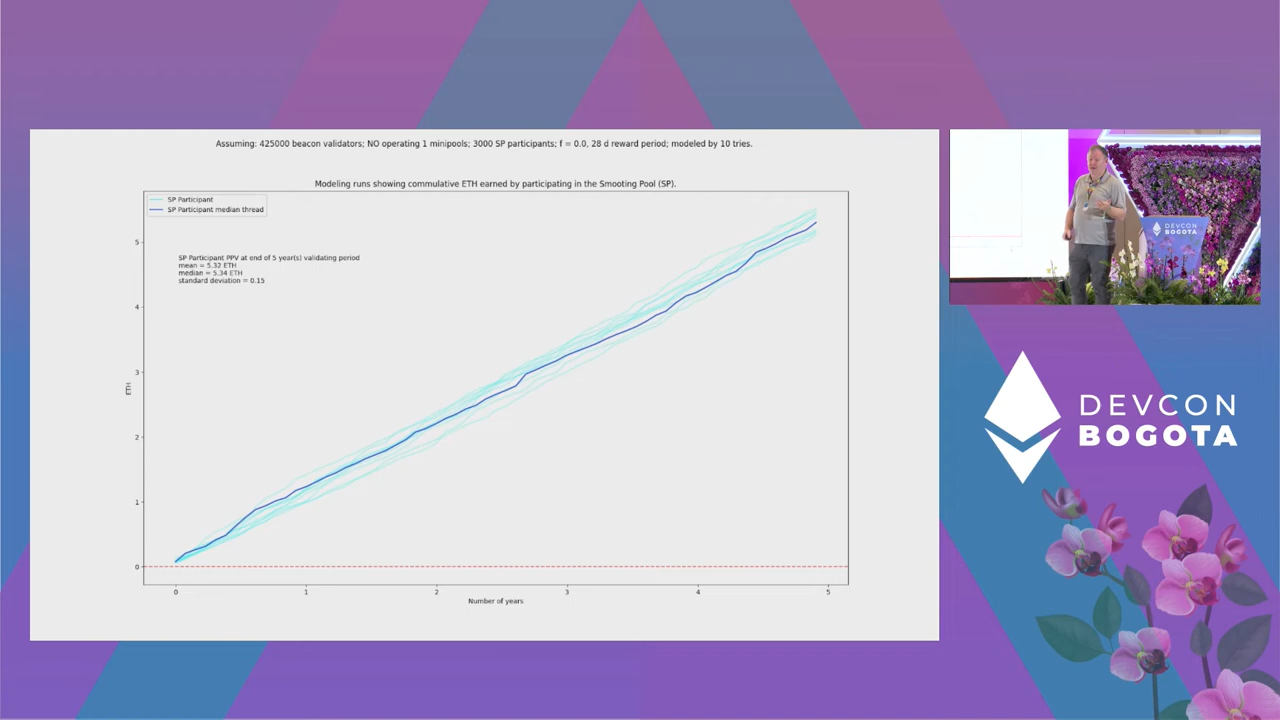 Assuming: 425000 beacon validators; NO operating 1 minipools; 3000 SP participants; f = 0.0, 28 d reward period; modeled by 10 tries.
Modeling runs showing commulative ETH earned by participating in the Smooting Pool (SP).
SP Participant
SP Participant median thread
SP Participant PPV at end of 5 year(s) validating period
mean = 5.32 ETH
median = 5.34 ETH
standard deviation = 0.15
5
4
3
2
1
0
ETH
0 1 2 3 4 5
Number of years
DEVCON
BOGOTA
DEVCON
BOGOTA